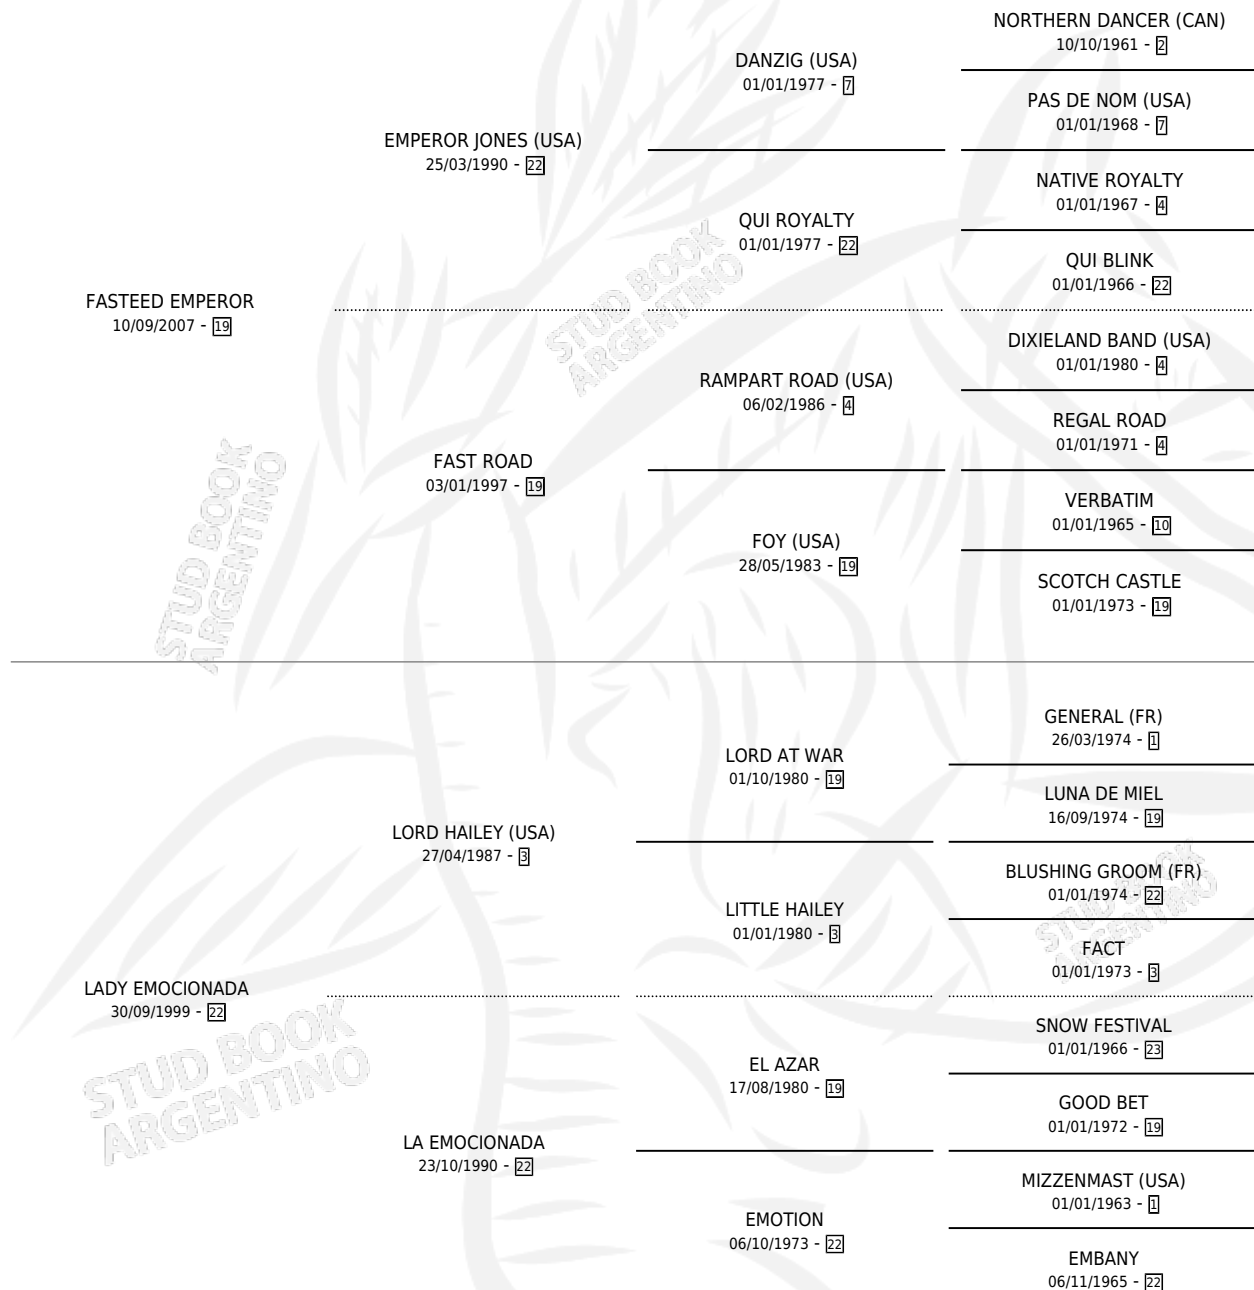 NORTHERN DANCER (CAN)
10/10/1961 - 2
DANZIG (USA)
01/01/1977 - 7
PAS DE NOM (USA)
01/01/1968 - 7
EMPEROR JONES (USA)
25/03/1990 - 22
NATIVE ROYALTY
01/01/1967 - 4
QUI ROYALTY
01/01/1977 - 22
QUI BLINK
01/01/1966 - 22
FASTEED EMPEROR
10/09/2007 - 19
STUD BOOK
ARGENTINO
DIXIELAND BAND (USA)
01/01/1980 - 4
RAMPART ROAD (USA)
06/02/1986 - 4
REGAL ROAD
01/01/1971 - 4
FAST ROAD
03/01/1997 - 19
VERBATIM
01/01/1965 - 10
FOY (USA)
28/05/1983 - 19
SCOTCH CASTLE
01/01/1973 - 19
STUD BOOK
ARGENTINO
GENERAL (FR)
26/03/1974 - 1
LORD AT WAR
01/10/1980 - 19
LUNA DE MIEL
16/09/1974 - 19
LORD HAILEY (USA)
27/04/1987 - 3
BLUSHING GROOM (FR)
01/01/1974 - 22
LITTLE HAILEY
01/01/1980 - 3
STUD BOOK
ARGENTINO
FACT
01/01/1973 - 3
LADY EMOCIONADA
30/09/1999 - 22
SNOW FESTIVAL
01/01/1966 - 23
EL AZAR
17/08/1980 - 19
GOOD BET
01/01/1972 - 19
STUD BOOK
ARGENTINO
LA EMOCIONADA
23/10/1990 - 22
MIZZENMAST (USA)
01/01/1963 - 1
EMOTION
06/10/1973 - 22
EMBANY
06/11/1965 - 22